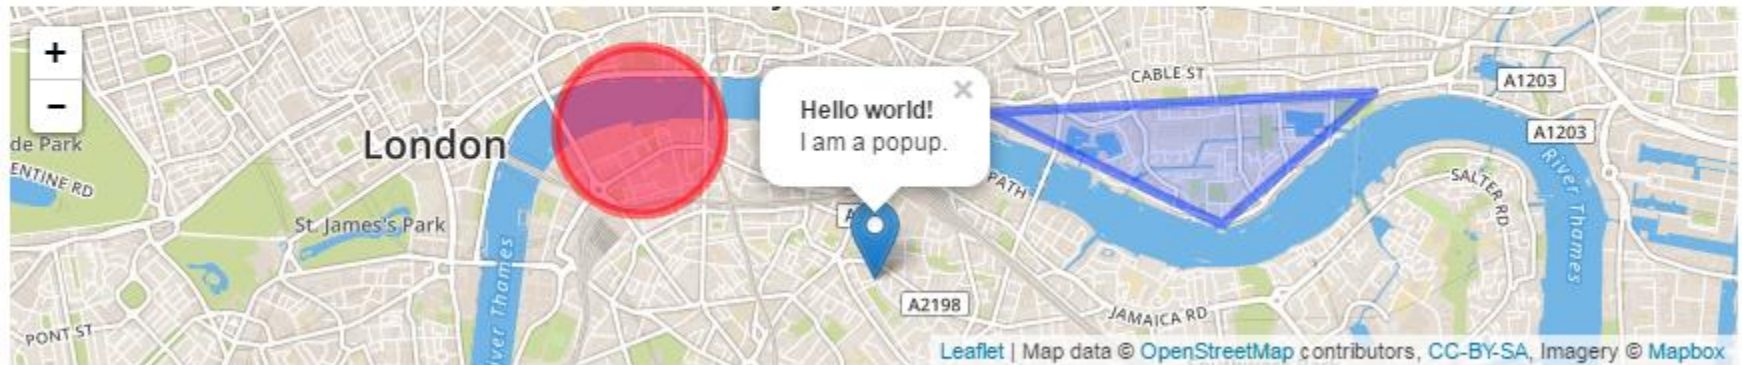 +
−
de Park
ENTINE RD
London
St. James's Park
PONT ST
River Thames
Hello world!
×
I am a popup.
PATH
A2198
CABLE ST
A1203
A1203
SALTER RD
River Thames
JAMAICA RD
Leaflet | Map data © OpenStreetMap contributors, CC-BY-SA, Imagery © Mapbox